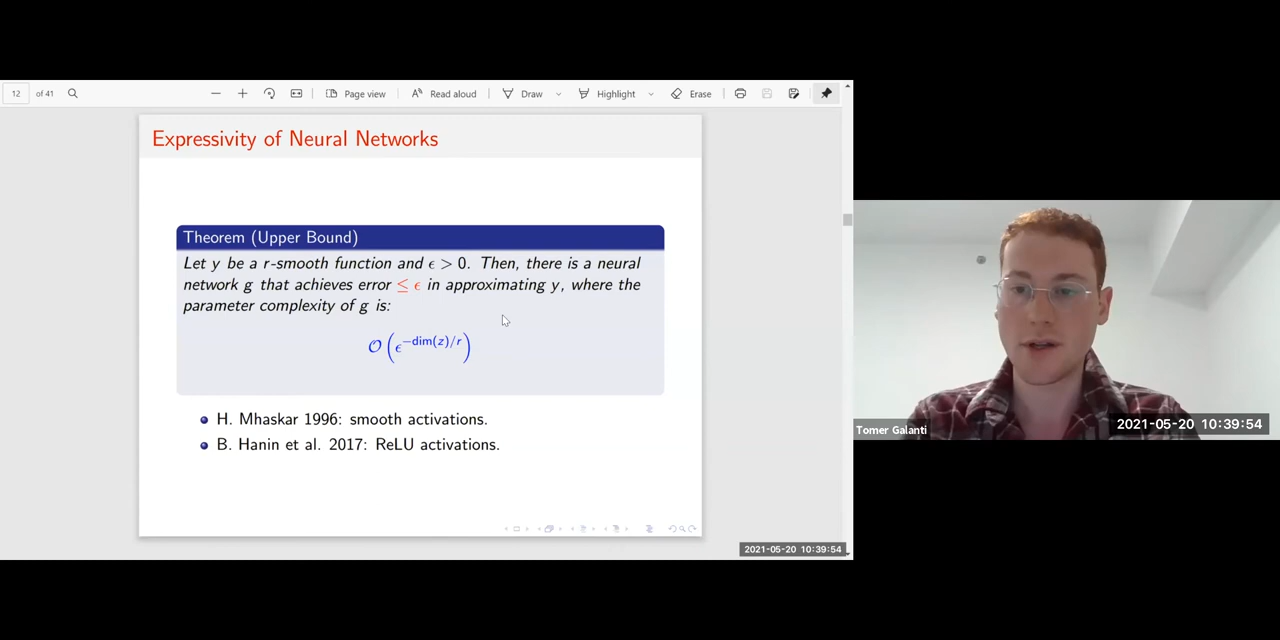 12 of 41 Page view Read aloud Draw Highlight Erase
Expressivity of Neural Networks
Theorem (Upper Bound)
Let y be a r-smooth function and ϵ > 0. Then, there is a neural
network g that achieves error ≤ ϵ in approximating y, where the
parameter complexity of g is:
𝒪(ϵ^{-dim(z)/r})
H. Mhaskar 1996: smooth activations.
B. Hanin et al. 2017: ReLU activations.
2021-05-20 10:39:54
Tomer Galanti
2021-05-20 10:39:54